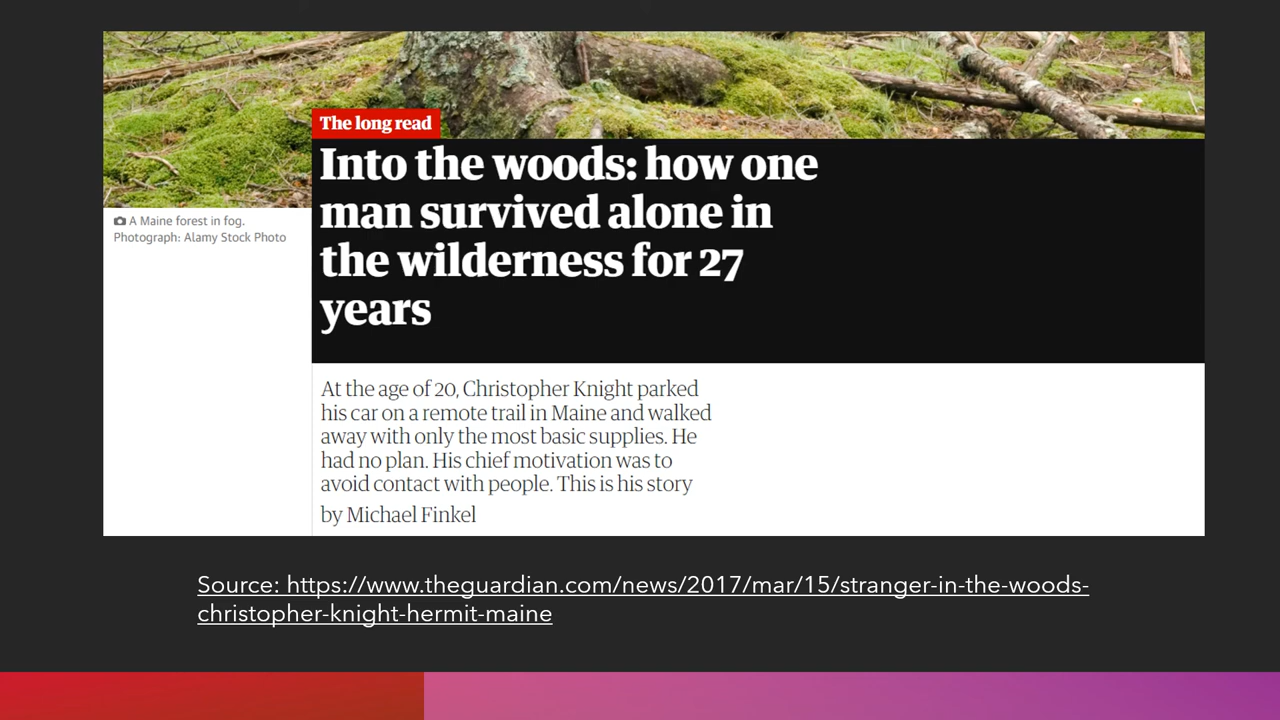 The long read
Into the woods: how one
man survived alone in
the wilderness for 27
years
A Maine forest in fog.
Photograph: Alamy Stock Photo
At the age of 20, Christopher Knight parked
his car on a remote trail in Maine and walked
away with only the most basic supplies. He
had no plan. His chief motivation was to
avoid contact with people. This is his story
by Michael Finkel
Source: https://www.theguardian.com/news/2017/mar/15/stranger-in-the-woods-
christopher-knight-hermit-maine